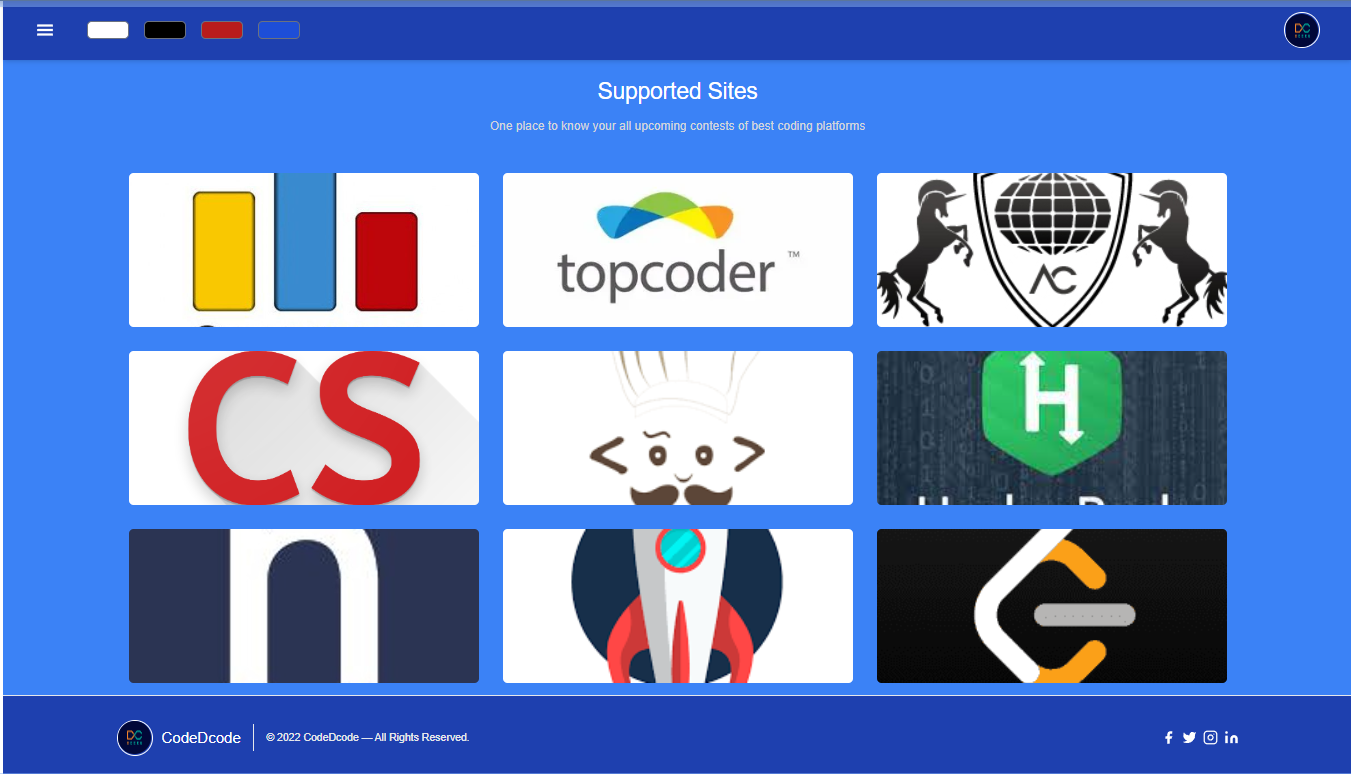 Supported Sites
One place to know your all upcoming contests of best coding platforms
topcoder ™
AC
CS
< >
H
n
DC
CodeDcode
© 2022 CodeDcode — All Rights Reserved.